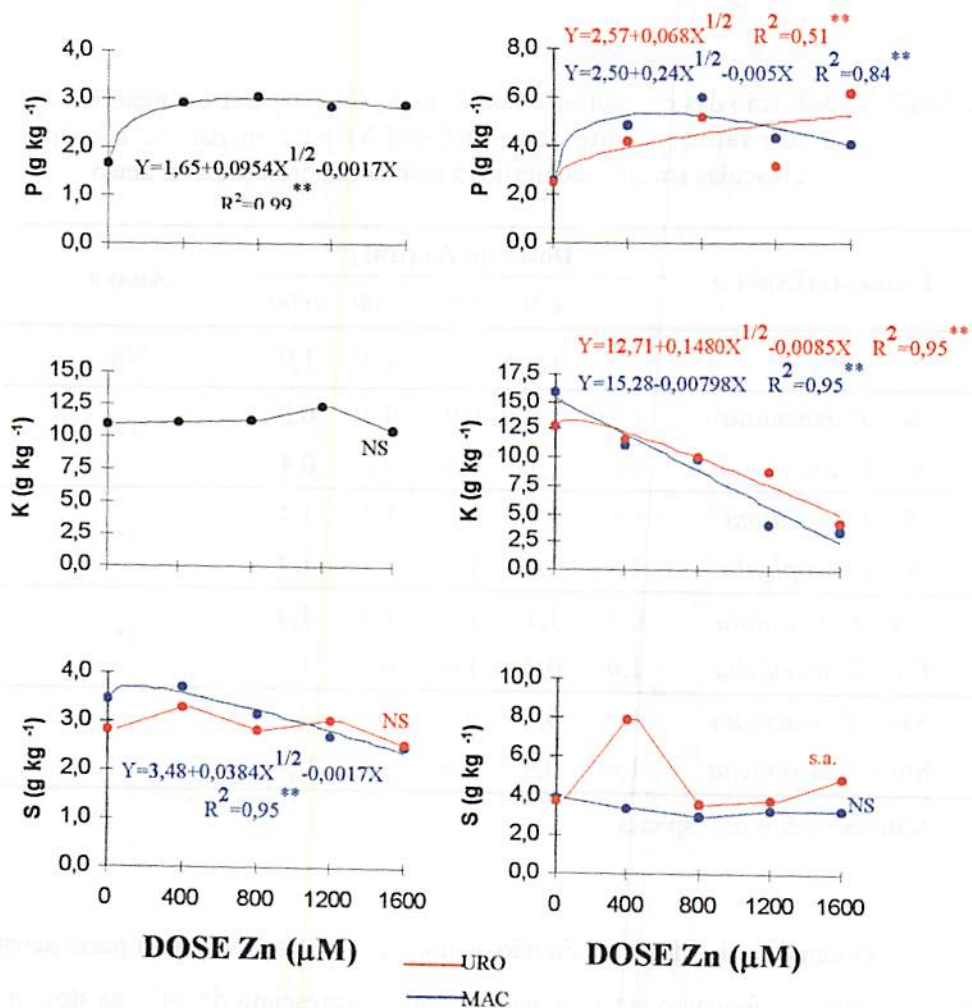 4,0
3,0
2,0
1,0
0,0
P (g kg -1)
Y=1,65+0,0954X1/2-0,0017X
R2=0,99 **
Y=2,57+0,068X1/2 R2=0,51**
Y=2,50+0,24X1/2-0,005X R2=0,84**
8,0
6,0
4,0
2,0
0,0
P (g kg -1)
15,0
12,5
10,0
7,5
5,0
2,5
0,0
K (g kg -1)
NS
Y=12,71+0,1480X1/2-0,0085X R2=0,95**
Y=15,28-0,00798X R2=0,95**
17,5
15,0
12,5
10,0
7,5
5,0
2,5
0,0
K (g kg -1)
4,0
3,0
2,0
1,0
0,0
S (g kg -1)
NS
Y=3,48+0,0384X1/2-0,0017X
R2=0,95**
0 400 800 1200 1600
DOSE Zn (µM)
10,0
8,0
6,0
4,0
2,0
0,0
S (g kg -1)
s.a.
NS
0 400 800 1200 1600
DOSE Zn (µM)
URO
MAC